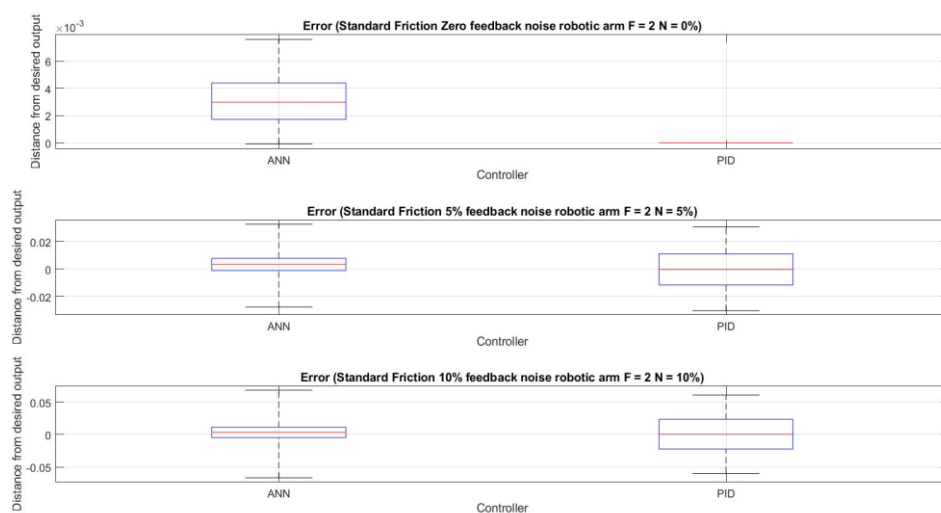 Error (Standard Friction Zero feedback noise robotic arm F = 2 N = 0%)
×10⁻³
Distance from desired output
6
4
2
0
ANN
PID
Controller
Error (Standard Friction 5% feedback noise robotic arm F = 2 N = 5%)
Distance from desired output
0.02
0
-0.02
ANN
PID
Controller
Error (Standard Friction 10% feedback noise robotic arm F = 2 N = 10%)
Distance from desired output
0.05
0
-0.05
ANN
PID
Controller